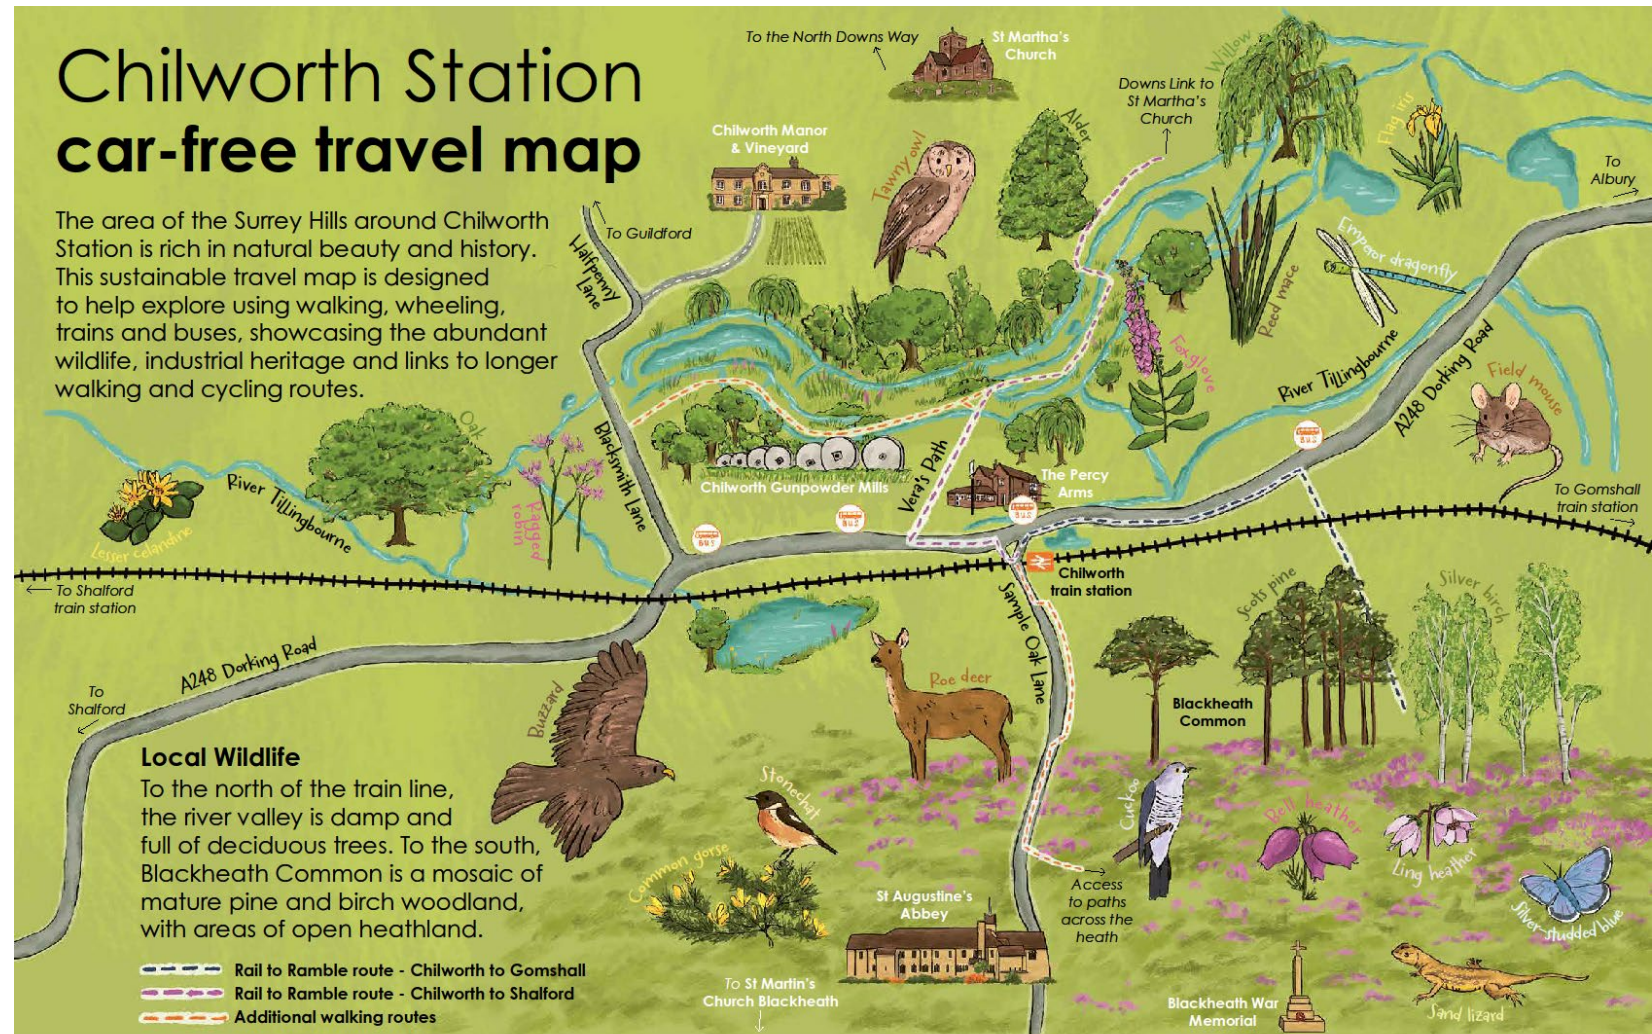 Chilworth Station
car-free travel map
The area of the Surrey Hills around Chilworth
Station is rich in natural beauty and history.
This sustainable travel map is designed
to help explore using walking, wheeling,
trains and buses, showcasing the abundant
wildlife, industrial heritage and links to longer
walking and cycling routes.
To the North Downs Way
St Martha's
Church
Downs Link to
St Martha's
Church
Willow
Flag iris
To
Albury
Chilworth Manor
& Vineyard
Tawny owl
Alder
To Guildford
Halfpenny
Lane
Emperor dragonfly
Reed mace
Foxglove
River Tillingbourne
A248 Dorking Road
Field mouse
Oak
Ragged
robin
Blacksmith Lane
River Tillingbourne
Lesser celandine
Chilworth Gunpowder Mills
Vera's Path
The Percy
Arms
BUS
BUS
BUS
BUS
To Gomshall
train station
To Shalford
train station
Chilworth
train station
Sample Oak Lane
Scots pine
Silver birch
A248 Dorking Road
To
Shalford
Buzzard
Roe deer
Blackheath
Common
Local Wildlife
To the north of the train line,
the river valley is damp and
full of deciduous trees. To the south,
Blackheath Common is a mosaic of
mature pine and birch woodland,
with areas of open heathland.
Stonechat
Common gorse
Cuckoo
Bell heather
Ling heather
Silver-studded blue
Access
to paths
across the
heath
St Augustine's
Abbey
To St Martin's
Church Blackheath
Blackheath War
Memorial
Sand lizard
Rail to Ramble route - Chilworth to Gomshall
Rail to Ramble route - Chilworth to Shalford
Additional walking routes